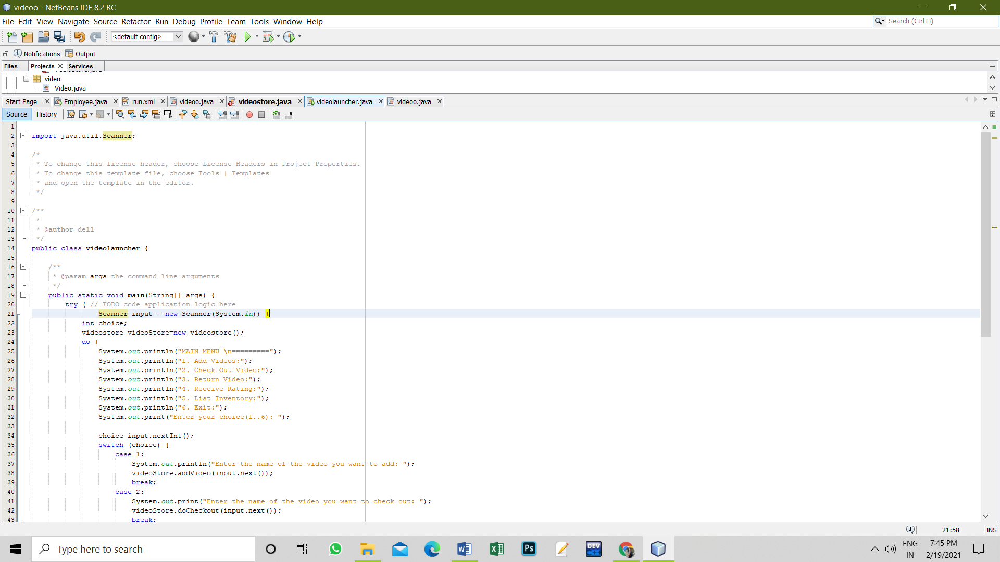 videoo - NetBeans IDE 8.2 RC
File Edit View Navigate Source Refactor Run Debug Profile Team Tools Window Help
Search (Ctrl+I)
<default config>
Notifications Output
Files Projects Services
video
Video.java
Start Page Employee.java run.xml videoo.java videostore.java videolauncher.java videoo.java
Source History
1
2 import java.util.Scanner;
3
4 /*
5 * To change this license header, choose License Headers in Project Properties.
6 * To change this template file, choose Tools | Templates
7 * and open the template in the editor.
8 */
9
10 /**
11 *
12 * @author dell
13 */
14 public class videolauncher {
15
16 /**
17 * @param args the command line arguments
18 */
19 public static void main(String[] args) {
20 try ( // TODO code application logic here
21 Scanner input = new Scanner(System.in)) {
22 int choice;
23 videostore videoStore=new videostore();
24 do {
25 System.out.println("MAIN MENU \n=========");
26 System.out.println("1. Add Videos:");
27 System.out.println("2. Check Out Video:");
28 System.out.println("3. Return Video:");
29 System.out.println("4. Receive Rating:");
30 System.out.println("5. List Inventory:");
31 System.out.println("6. Exit:");
32 System.out.print("Enter your choice(1..6): ");
33
34 choice=input.nextInt();
35 switch (choice) {
36 case 1:
37 System.out.println("Enter the name of the video you want to add: ");
38 videoStore.addVideo(input.next());
39 break;
40 case 2:
41 System.out.print("Enter the name of the video you want to check out: ");
42 videoStore.doCheckout(input.next());
43 break;
21:58 INS
Type here to search
Ps
DEV C++
ENG
IN
7:45 PM
2/19/2021